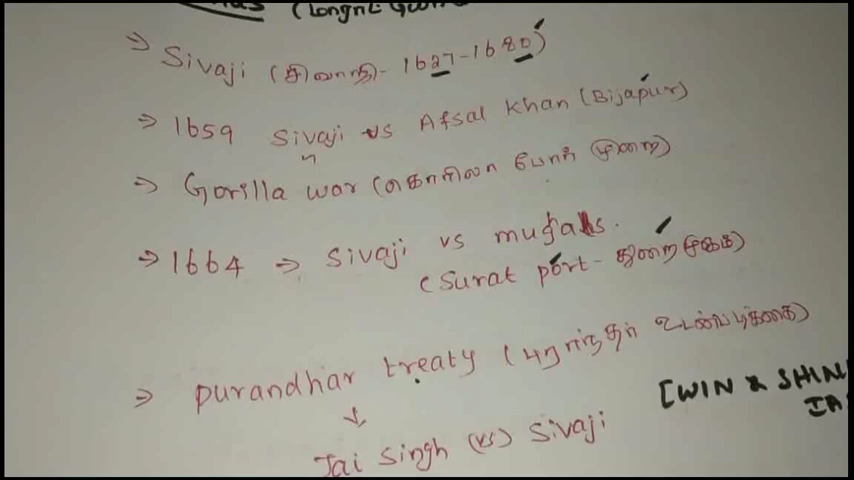 ⇒ Sivaji (சிவாஜி - 1627-1680)
⇒ 1659 Sivaji vs Afsal Khan (Bijapur)
⇒ Gorilla war (கொரிலா போர் முறை)
⇒ 1664 ⇒ Sivaji vs mugals.
(Surat port - துறைமுகம்)
⇒ purandhar treaty (புரந்தர் உடன்படிக்கை)
↓
Jai Singh (vs) Sivaji
[WIN & SHIN
IAS